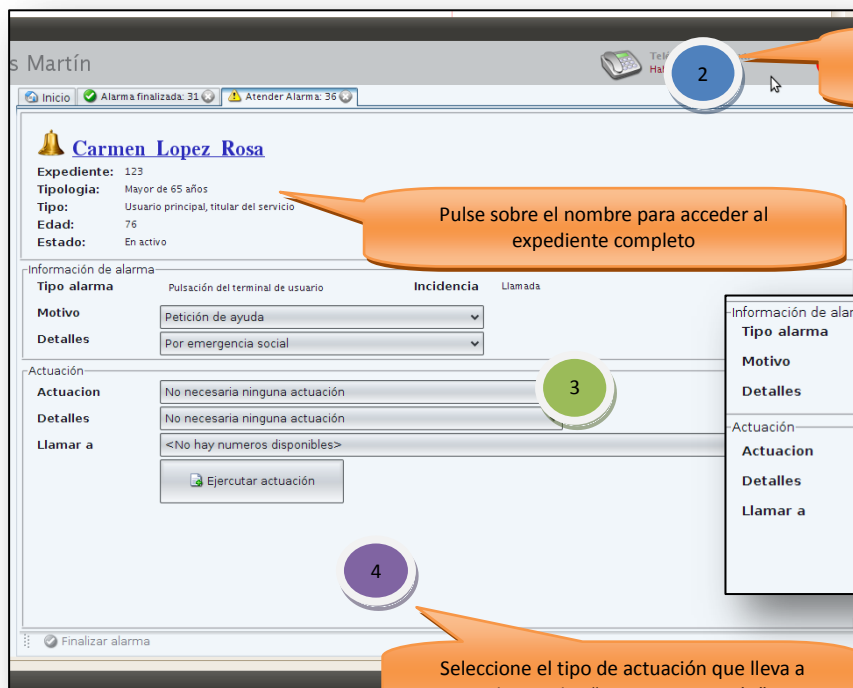 s Martín
2
Inicio
Alarma finalizada: 31
Atender Alarma: 36
Carmen Lopez Rosa
Expediente: 123
Tipologia: Mayor de 65 años
Tipo: Usuario principal, titular del servicio
Edad: 76
Estado: En activo
Pulse sobre el nombre para acceder al
expediente completo
Información de alarma
Tipo alarma Pulsación del terminal de usuario Incidencia Llamada
Motivo Petición de ayuda
Detalles Por emergencia social
Actuación
Actuacion No necesaria ninguna actuación
3
Detalles No necesaria ninguna actuación
Llamar a <No hay numeros disponibles>
Ejercutar actuación
4
Finalizar alarma
Información de alar
Tipo alarma
Motivo
Detalles
Actuación
Actuacion
Detalles
Llamar a
Seleccione el tipo de actuación que lleva a